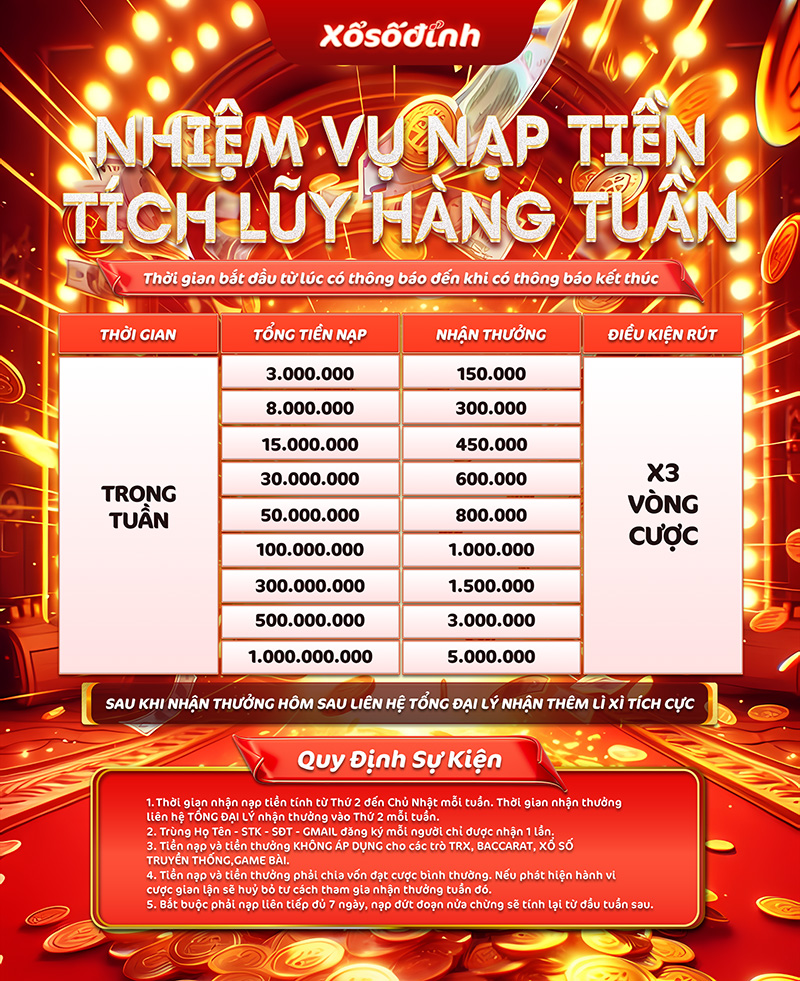 Xổsốđỉnh
NHIỆM VỤ NẠP TIỀN
TÍCH LŨY HÀNG TUẦN
Thời gian bắt đầu từ lúc có thông báo đến khi có thông báo kết thúc
THỜI GIAN TỔNG TIỀN NẠP NHẬN THƯỞNG ĐIỀU KIỆN RÚT
3.000.000 150.000
8.000.000 300.000
15.000.000 450.000
30.000.000 600.000
50.000.000 800.000
100.000.000 1.000.000
300.000.000 1.500.000
500.000.000 3.000.000
1.000.000.000 5.000.000
TRONG
TUẦN
X3
VÒNG
CƯỢC
SAU KHI NHẬN THƯỞNG HÔM SAU LIÊN HỆ TỔNG ĐẠI LÝ NHẬN THÊM LÌ XÌ TÍCH CỰC
Quy Định Sự Kiện
1. Thời gian nhận nạp tiền tính từ Thứ 2 đến Chủ Nhật mỗi tuần. Thời gian nhận thưởng
liên hệ TỔNG ĐẠI LÝ nhận thưởng vào Thứ 2 mỗi tuần.
2. Trùng Họ Tên - STK - SĐT - GMAIL đăng ký mỗi người chỉ được nhận 1 lần.
3. Tiền nạp và tiền thưởng KHÔNG ÁP DỤNG cho các trò TRX, BACCARAT, XỔ SỐ
TRUYỀN THỐNG,GAME BÀI.
4. Tiền nạp và tiền thưởng phải chia vốn đặt cược bình thường. Nếu phát hiện hành vi
cược gian lận sẽ huỷ bỏ tư cách tham gia nhận thưởng tuần đó.
5. Bắt buộc phải nạp liên tiếp đủ 7 ngày, nạp đứt đoạn nửa chừng sẽ tính lại từ đầu tuần sau.